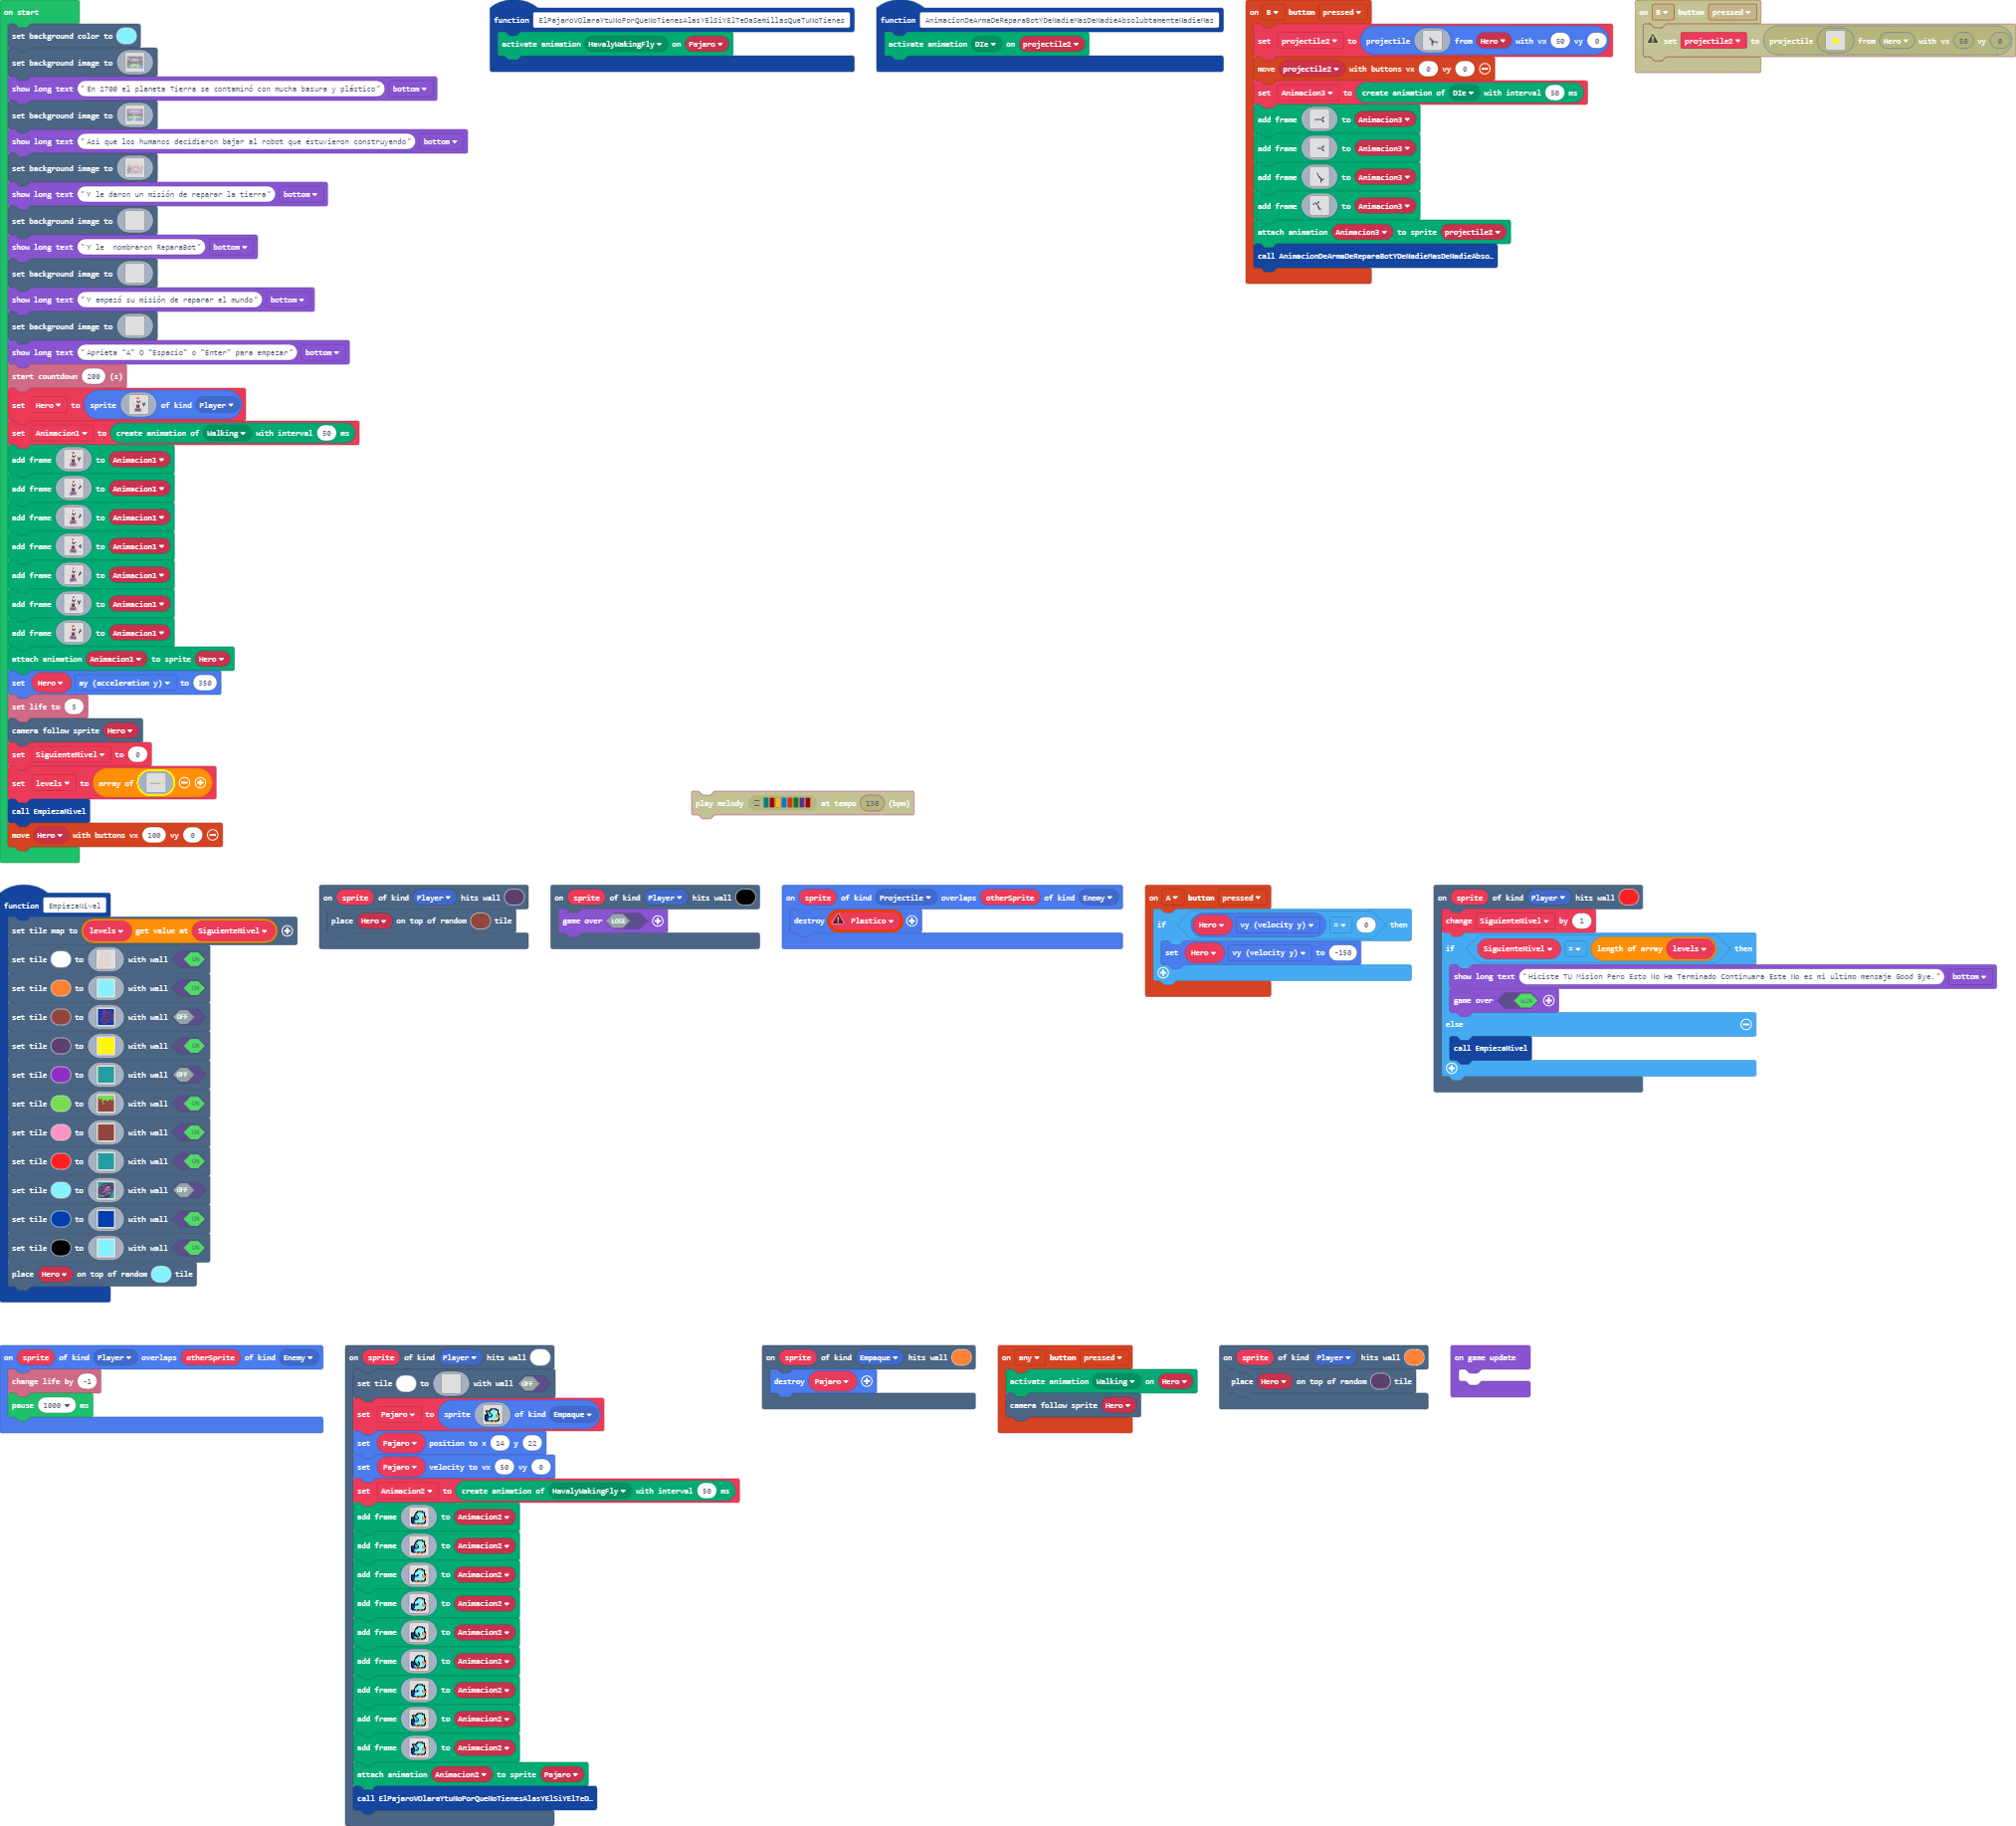 on start
set background color to
set background image to
show long text "En 2700 el planeta Tierra se contaminó con mucha basura y plástico" bottom
set background image to
show long text "Asi que los humanos decidieron bajar al robot que estuvieron construyendo" bottom
set background image to
show long text "Y le daron un misión de reparar la tierra" bottom
set background image to
show long text "Y le nombraron ReparaBot" bottom
set background image to
show long text "Y empezó su misión de reparar el mundo" bottom
set background image to
show long text "Aprieta "A" O "Espacio" o "Enter" para empezar" bottom
start countdown 200 (s)
set Hero to sprite of kind Player
set Animacion1 to create animation of Walking with interval 50 ms
add frame to Animacion1
add frame to Animacion1
add frame to Animacion1
add frame to Animacion1
add frame to Animacion1
add frame to Animacion1
add frame to Animacion1
attach animation Animacion1 to sprite Hero
set Hero ay (acceleration y) to 350
set life to 5
camera follow sprite Hero
set SiguienteNivel to 0
set levels to array of
call EmpiezaNivel
move Hero with buttons vx 100 vy 0
function ElPajaroVOlaraYtuNoPorQueNoTienesAlasYElSiYElTeDaSemillasQueTuNoTienes
activate animation HavalyWakingFly on Pajaro
function AnimacionDeArmaDeReparaBotYDeNadieMasDeNadieAbsolubtamenteNadieMas
activate animation DIe on projectile2
on B button pressed
set projectile2 to projectile from Hero with vx 50 vy 0
move projectile2 with buttons vx 0 vy 0
set Animacion3 to create animation of DIe with interval 50 ms
add frame to Animacion3
add frame to Animacion3
add frame to Animacion3
add frame to Animacion3
attach animation Animacion3 to sprite projectile2
call AnimacionDeArmaDeReparaBotYDeNadieMasDeNadieAbso…
on B button pressed
set projectile2 to projectile from Hero with vx 50 vy 0
play melody at tempo 130 (bpm)
function EmpiezaNivel
set tile map to levels get value at SiguienteNivel
set tile to with wall ON
set tile to with wall ON
set tile to with wall OFF
set tile to with wall ON
set tile to with wall OFF
set tile to with wall ON
set tile to with wall ON
set tile to with wall ON
set tile to with wall OFF
set tile to with wall ON
set tile to with wall ON
place Hero on top of random tile
on sprite of kind Player hits wall
place Hero on top of random tile
on sprite of kind Player hits wall
game over LOSE
on sprite of kind Projectile overlaps otherSprite of kind Enemy
destroy Plastico
on A button pressed
if Hero vy (velocity y) = 0 then
set Hero vy (velocity y) to -150
on sprite of kind Player hits wall
change SiguienteNivel by 1
if SiguienteNivel = length of array levels then
show long text "Hiciste TU Mision Pero Esto No Ha Terminado Continuara Este No es mi ultimo mensaje Good Bye." bottom
game over WIN
else
call EmpiezaNivel
on sprite of kind Player overlaps otherSprite of kind Enemy
change life by -1
pause 1000 ms
on sprite of kind Player hits wall
set tile to with wall OFF
set Pajaro to sprite of kind Empaque
set Pajaro position to x 14 y 22
set Pajaro velocity to vx 50 vy 0
set Animacion2 to create animation of HavalyWakingFly with interval 50 ms
add frame to Animacion2
add frame to Animacion2
add frame to Animacion2
add frame to Animacion2
add frame to Animacion2
add frame to Animacion2
add frame to Animacion2
add frame to Animacion2
add frame to Animacion2
attach animation Animacion2 to sprite Pajaro
call ElPajaroVOlaraYtuNoPorQueNoTienesAlasYElSiYElTeD…
on sprite of kind Empaque hits wall
destroy Pajaro
on any button pressed
activate animation Walking on Hero
camera follow sprite Hero
on sprite of kind Player hits wall
place Hero on top of random tile
on game update